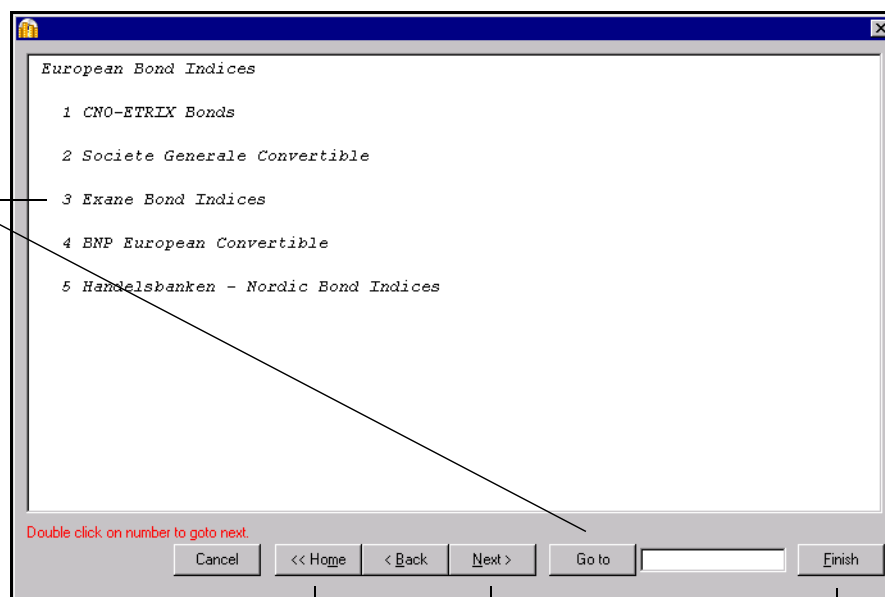 European Bond Indices
1 CNO-ETRIX Bonds
2 Societe Generale Convertible
3 Exane Bond Indices
4 BNP European Convertible
5 Handelsbanken - Nordic Bond Indices
Double click on number to goto next.
Cancel << Home < Back Next > Go to Finish